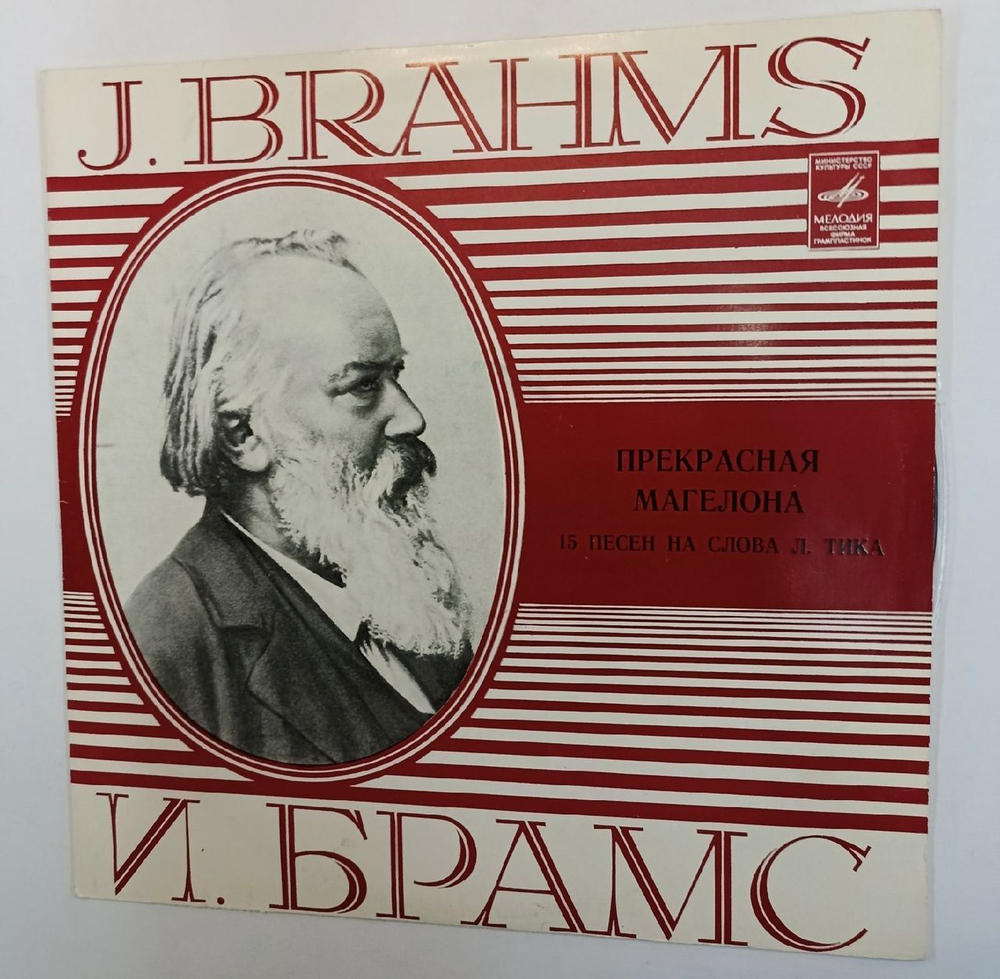 J. BRAHMS
МИНИСТЕРСТВО
КУЛЬТУРЫ СССР
МЕЛОДИЯ
ВСЕСОЮЗНАЯ
ФИРМА
ГРАМПЛАСТИНОК
ПРЕКРАСНАЯ
МАГЕЛОНА
15 ПЕСЕН НА СЛОВА Л. ТИКА
И. БРАМС